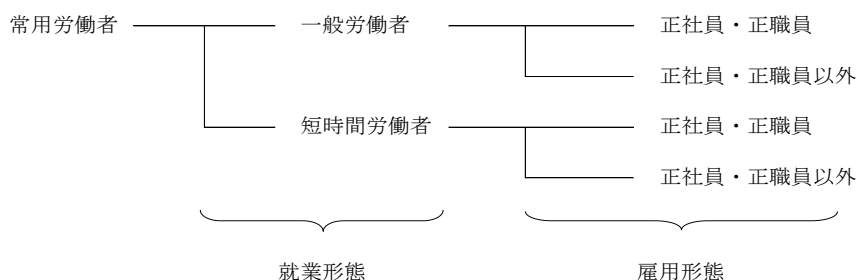 常用労働者 一般労働者 正社員・正職員
正社員・正職員以外
短時間労働者 正社員・正職員
正社員・正職員以外
就業形態 雇用形態